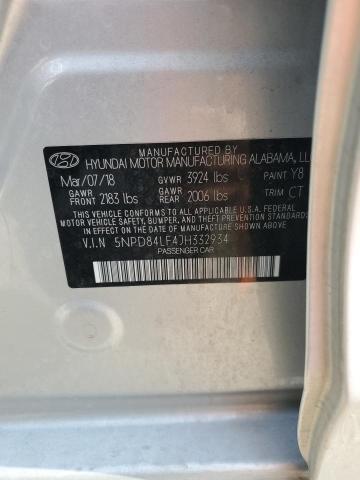 MANUFACTURED BY
HYUNDAI MOTOR MANUFACTURING ALABAMA, LL
Mar/07/18 GVWR 3924 lbs PAINT Y8
GAWR FRONT 2183 lbs GAWR REAR 2006 lbs TRIM CT
THIS VEHICLE CONFORMS TO ALL APPLICABLE U.S.A. FEDERAL
MOTOR VEHICLE SAFETY, BUMPER, AND THEFT PREVENTION
STANDARDS IN EFFECT ON THE DATE
OF MANUFACTURE SHOWN ABOVE.
V.I.N 5NPD84LF4JH332934
PASSENGER CAR